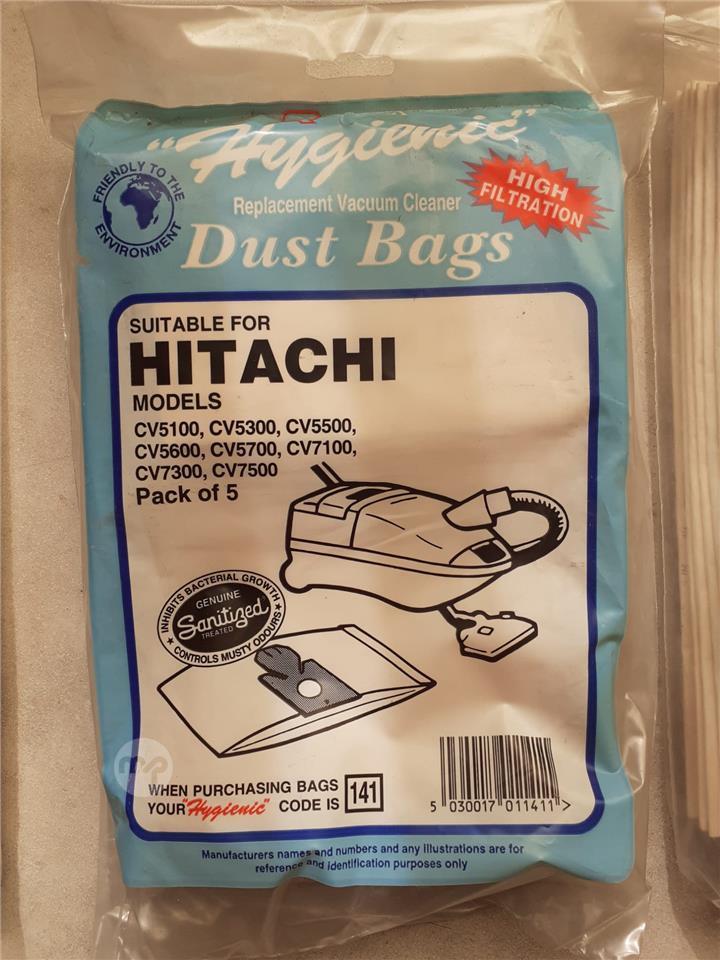 "Hygienic"
FRIENDLY TO THE
ENVIRONMENT
Replacement Vacuum Cleaner
HIGH
FILTRATION
Dust Bags
SUITABLE FOR
HITACHI
MODELS
CV5100, CV5300, CV5500,
CV5600, CV5700, CV7100,
CV7300, CV7500
Pack of 5
INHIBITS BACTERIAL GROWTH
GENUINE
Sanitized
TREATED
CONTROLS MUSTY ODOURS
WHEN PURCHASING BAGS
YOUR "Hygienic" CODE IS 141
5 030017 011411 >
Manufacturers names and numbers and any illustrations are for
reference and identification purposes only